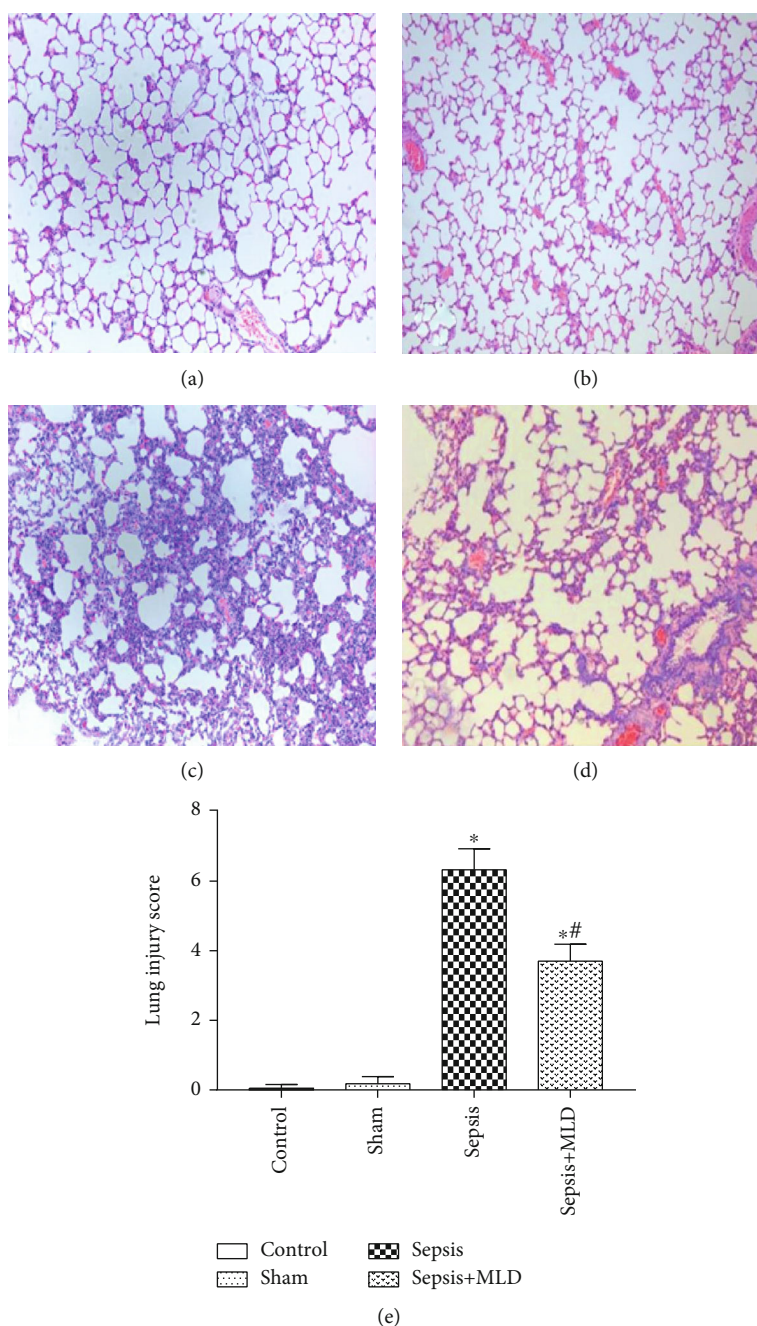 (a)
(b)
(c)
(d)
8
6
4
2
0
Lung injury score
*
*#
Control
Sham
Sepsis
Sepsis+MLD
Control
Sepsis
Sham
Sepsis+MLD
(e)